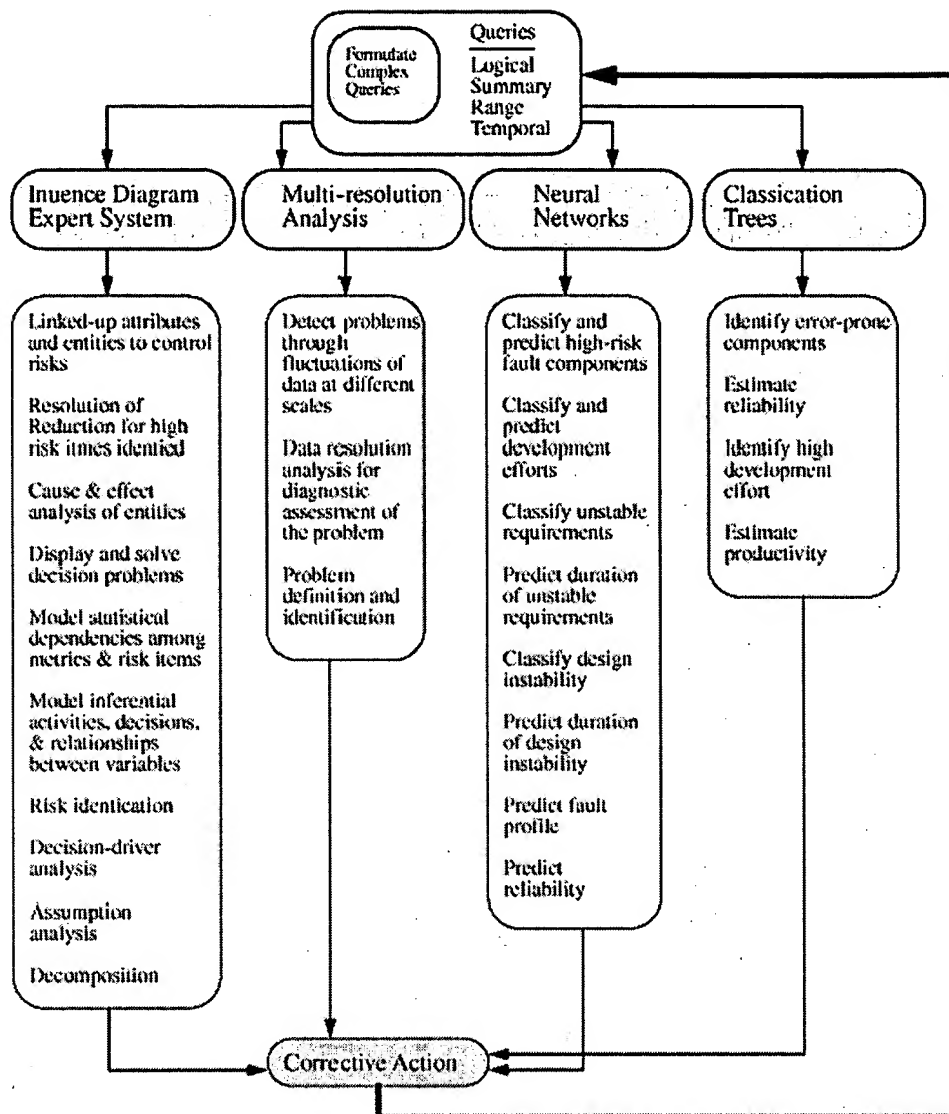 Formulate
Complex
Queries
Queries
Logical
Summary
Range
Temporal
Inuence Diagram
Expert System
Multi-resolution
Analysis
Neural
Networks
Classication
Trees
Linked-up attributes
and entities to control
risks
Resolution of
Reduction for high
risk itmes identied
Cause & effect
analysis of entities
Display and solve
decision problems
Model statistical
dependencies among
metrics & risk items
Model inferential
activities, decisions,
& relationships
between variables
Risk identication
Decision-driver
analysis
Assumption
analysis
Decomposition
Detect problems
through
fluctuations of
data at different
scales
Data resolution
analysis for
diagnostic
assessment of
the problem
Problem
definition and
identification
Classify and
predict high-risk
fault components
Classify and
predict
development
efforts
Classify unstable
requirements
Predict duration
of unstable
requirements
Classify design
instability
Predict duration
of design
instability
Predict fault
profile
Predict
reliability
Identify error-prone
components
Estimate
reliability
Identify high
development
effort
Estimate
productivity
Corrective Action